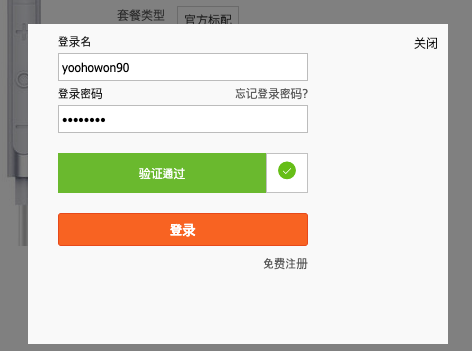 套餐类型 官方标配
登录名 关闭
yoohowon90
登录密码 忘记登录密码?
••••••••
验证通过
登录
免费注册